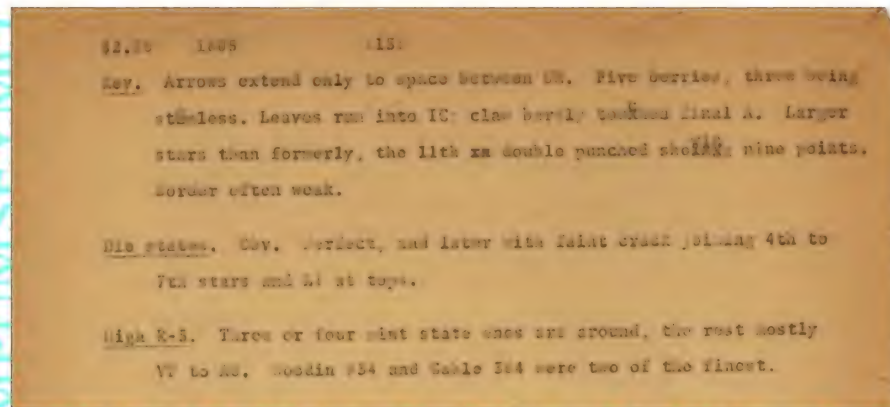 $2.50 1806 15.
Rev. Arrows extend only to space between UN. Five berries, three being
stemless. Leaves run into IC; claw barely touches final A. Larger
stars than formerly, the 11th xx double punched showing nine points.
Border often weak.
Die states. Obv. Perfect, and later with faint crack joining 4th to
7th stars and LI at tops.
High R-5. Three or four mint state ones are around, the rest mostly
VF to AU. Woodin #54 and Gable 384 were two of the finest.